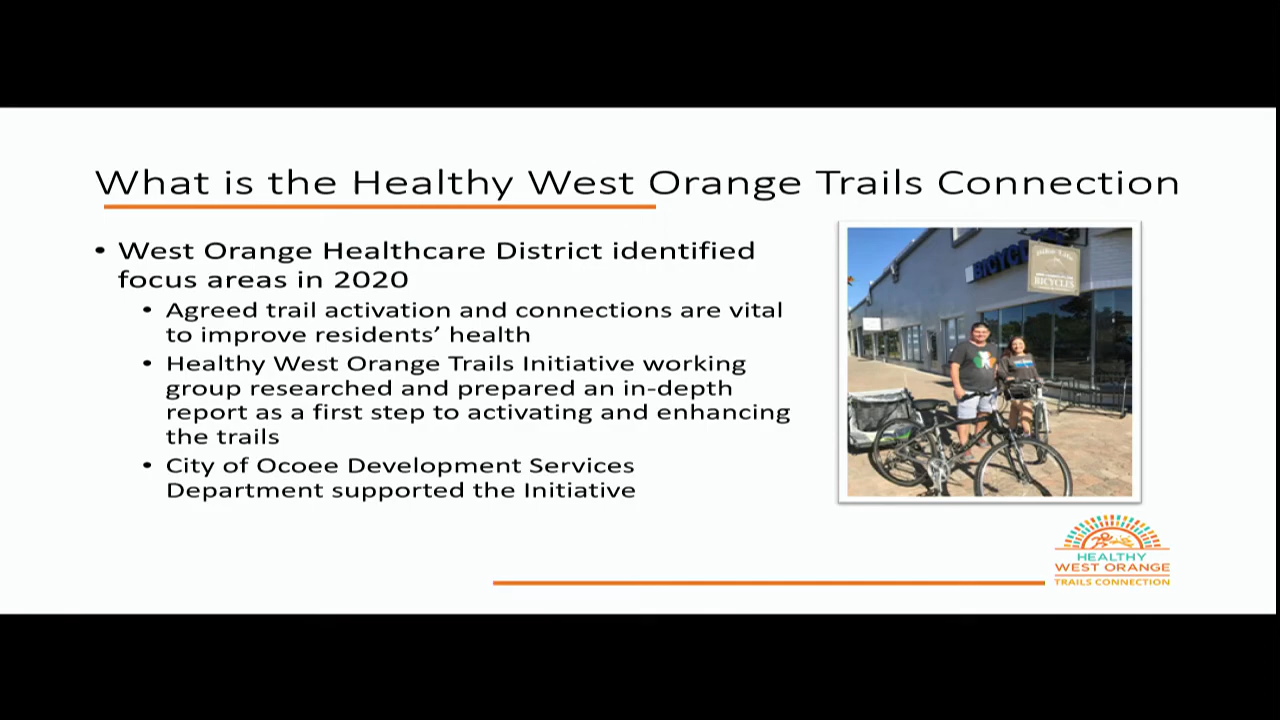 What is the Healthy West Orange Trails Connection
• West Orange Healthcare District identified
focus areas in 2020
• Agreed trail activation and connections are vital
to improve residents’ health
• Healthy West Orange Trails Initiative working
group researched and prepared an in-depth
report as a first step to activating and enhancing
the trails
• City of Ocoee Development Services
Department supported the Initiative
BICYCLES
HEALTHY
WEST ORANGE
TRAILS CONNECTION